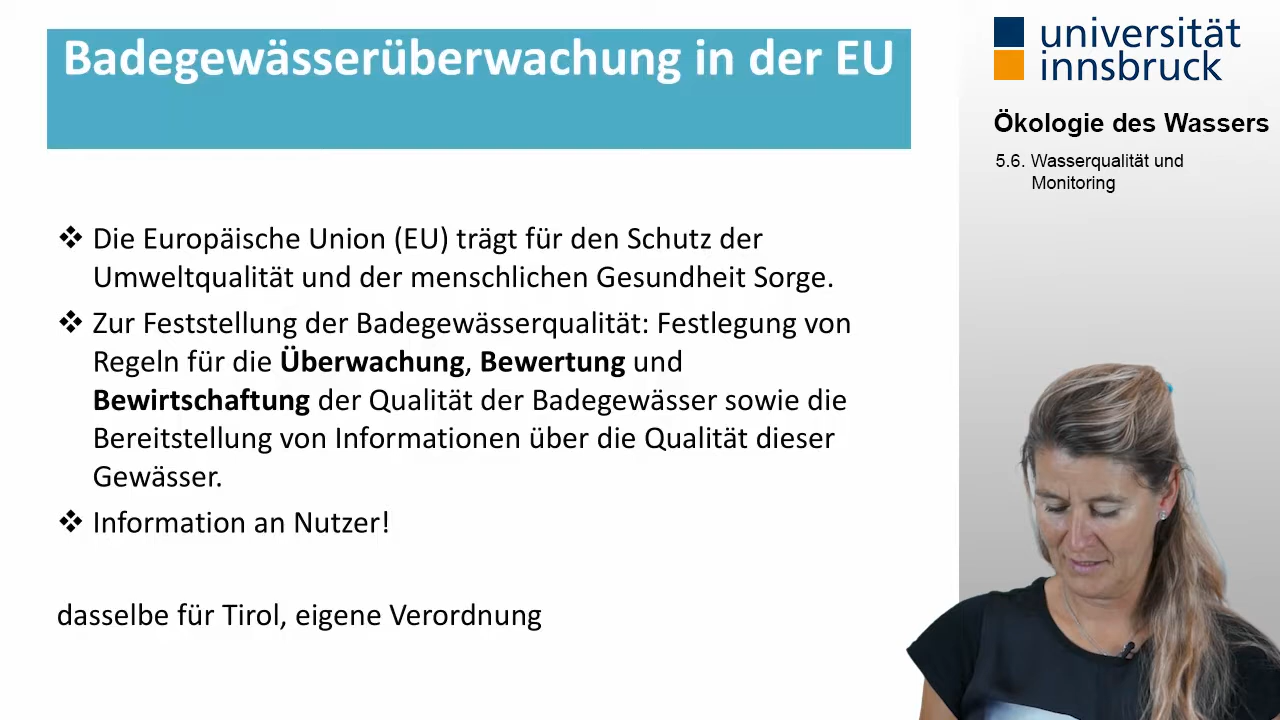 Badegewässerüberwachung in der EU
universität
innsbruck
Ökologie des Wassers
5.6. Wasserqualität und
Monitoring
❖ Die Europäische Union (EU) trägt für den Schutz der
Umweltqualität und der menschlichen Gesundheit Sorge.
❖ Zur Feststellung der Badegewässerqualität: Festlegung von
Regeln für die Überwachung, Bewertung und
Bewirtschaftung der Qualität der Badegewässer sowie die
Bereitstellung von Informationen über die Qualität dieser
Gewässer.
❖ Information an Nutzer!
dasselbe für Tirol, eigene Verordnung